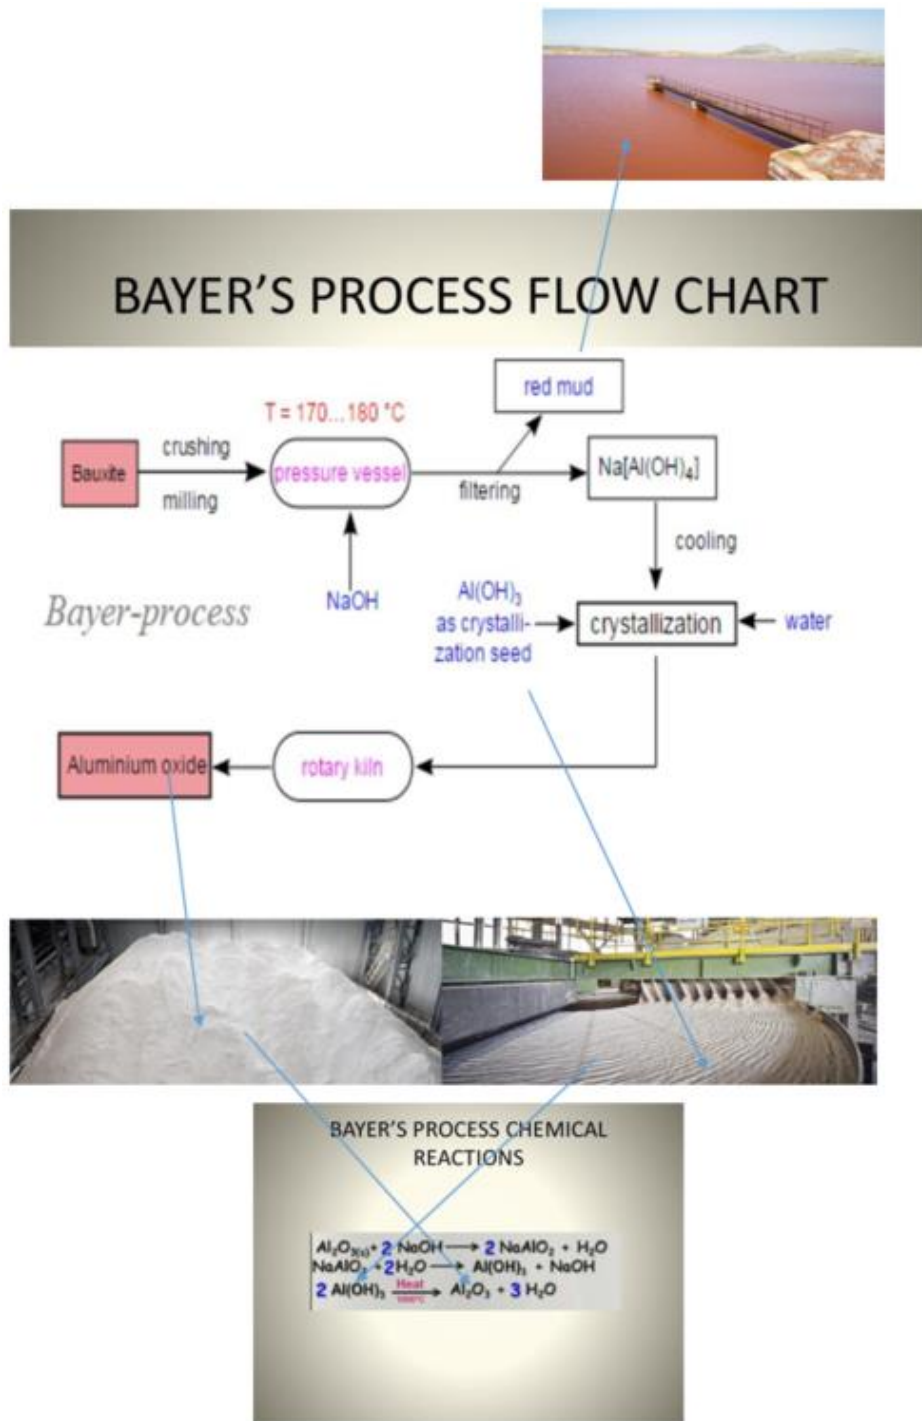 BAYER'S PROCESS FLOW CHART
red mud
T = 170...180 °C
crushing
Bauxite
pressure vessel
Na[Al(OH)₄]
milling
filtering
cooling
NaOH
Al(OH)₃
as crystalli-
zation seed
Bayer-process
crystallization
water
Aluminium oxide
rotary kiln
BAYER'S PROCESS CHEMICAL
REACTIONS
Al₂O₃(s) + 2 NaOH → 2 NaAlO₂ + H₂O
NaAlO₂ + 2H₂O → Al(OH)₃ + NaOH
Heat
2 Al(OH)₃ → Al₂O₃ + 3 H₂O